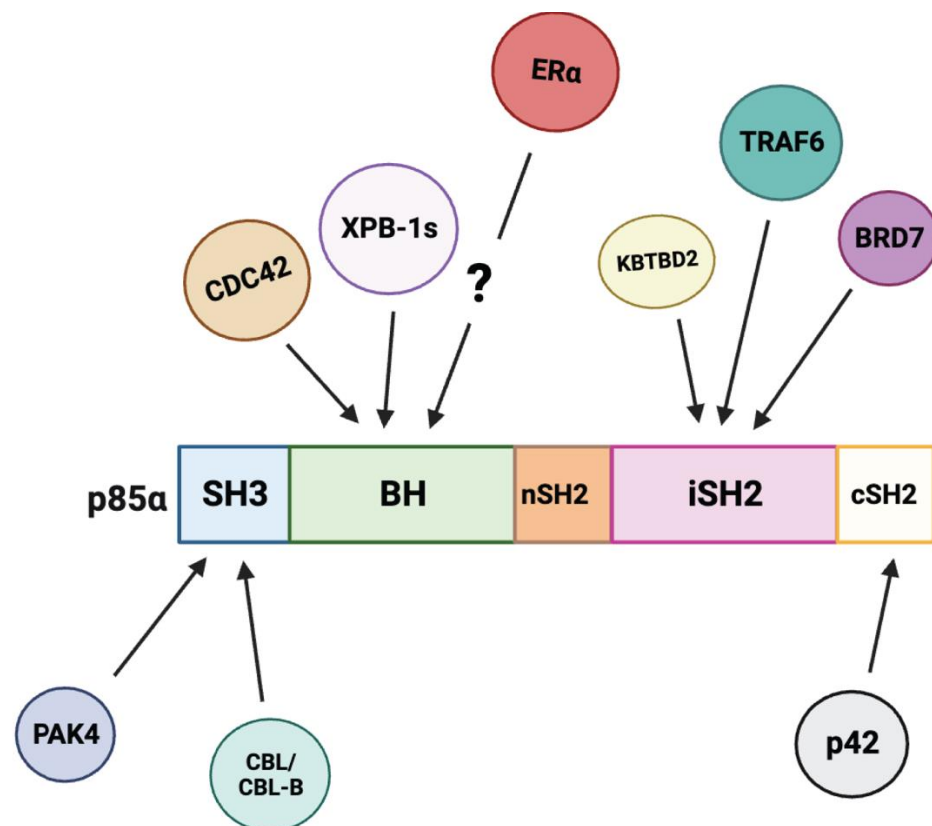 ERα
TRAF6
XPB-1s
BRD7
CDC42
KBTBD2
?
p85α
SH3
BH
nSH2
iSH2
cSH2
PAK4
CBL/
CBL-B
p42